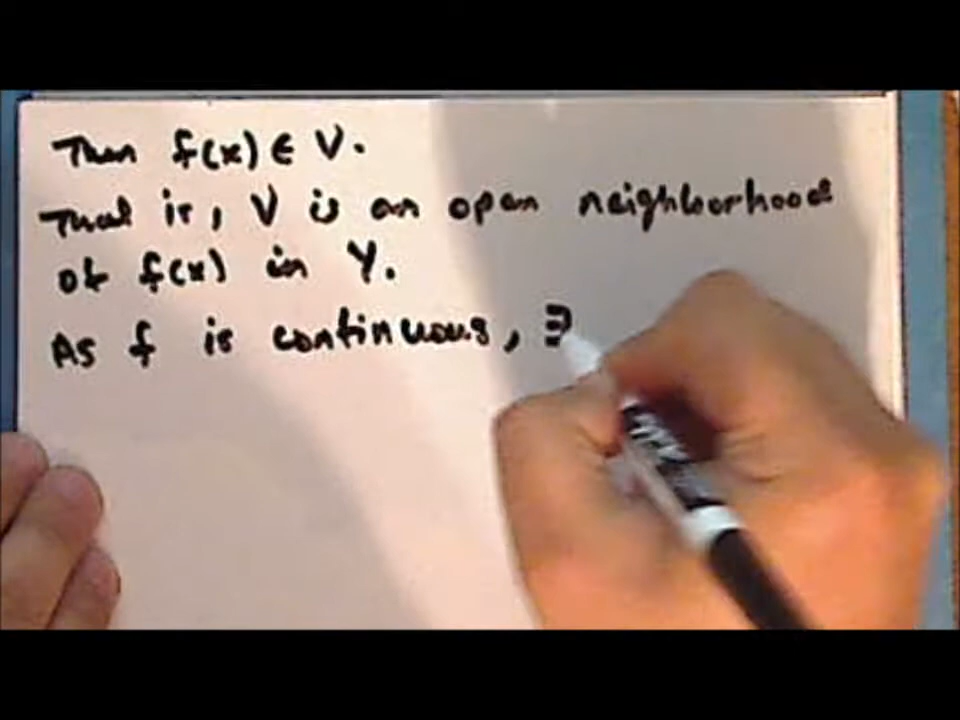 Then f(x) ∈ V.
That is, V is an open neighborhood
of f(x) in Y.
As f is continuous, ∃